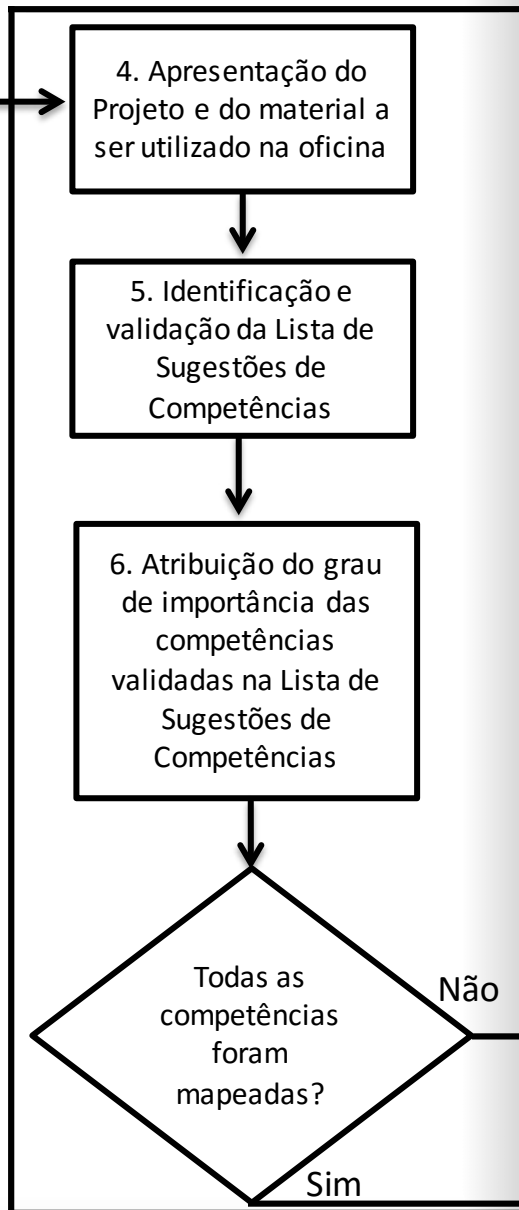 4. Apresentação do
Projeto e do material a
ser utilizado na oficina
5. Identificação e
validação da Lista de
Sugestões de
Competências
6. Atribuição do grau
de importância das
competências
validadas na Lista de
Sugestões de
Competências
Todas as
competências
foram
mapeadas?
Não
Sim